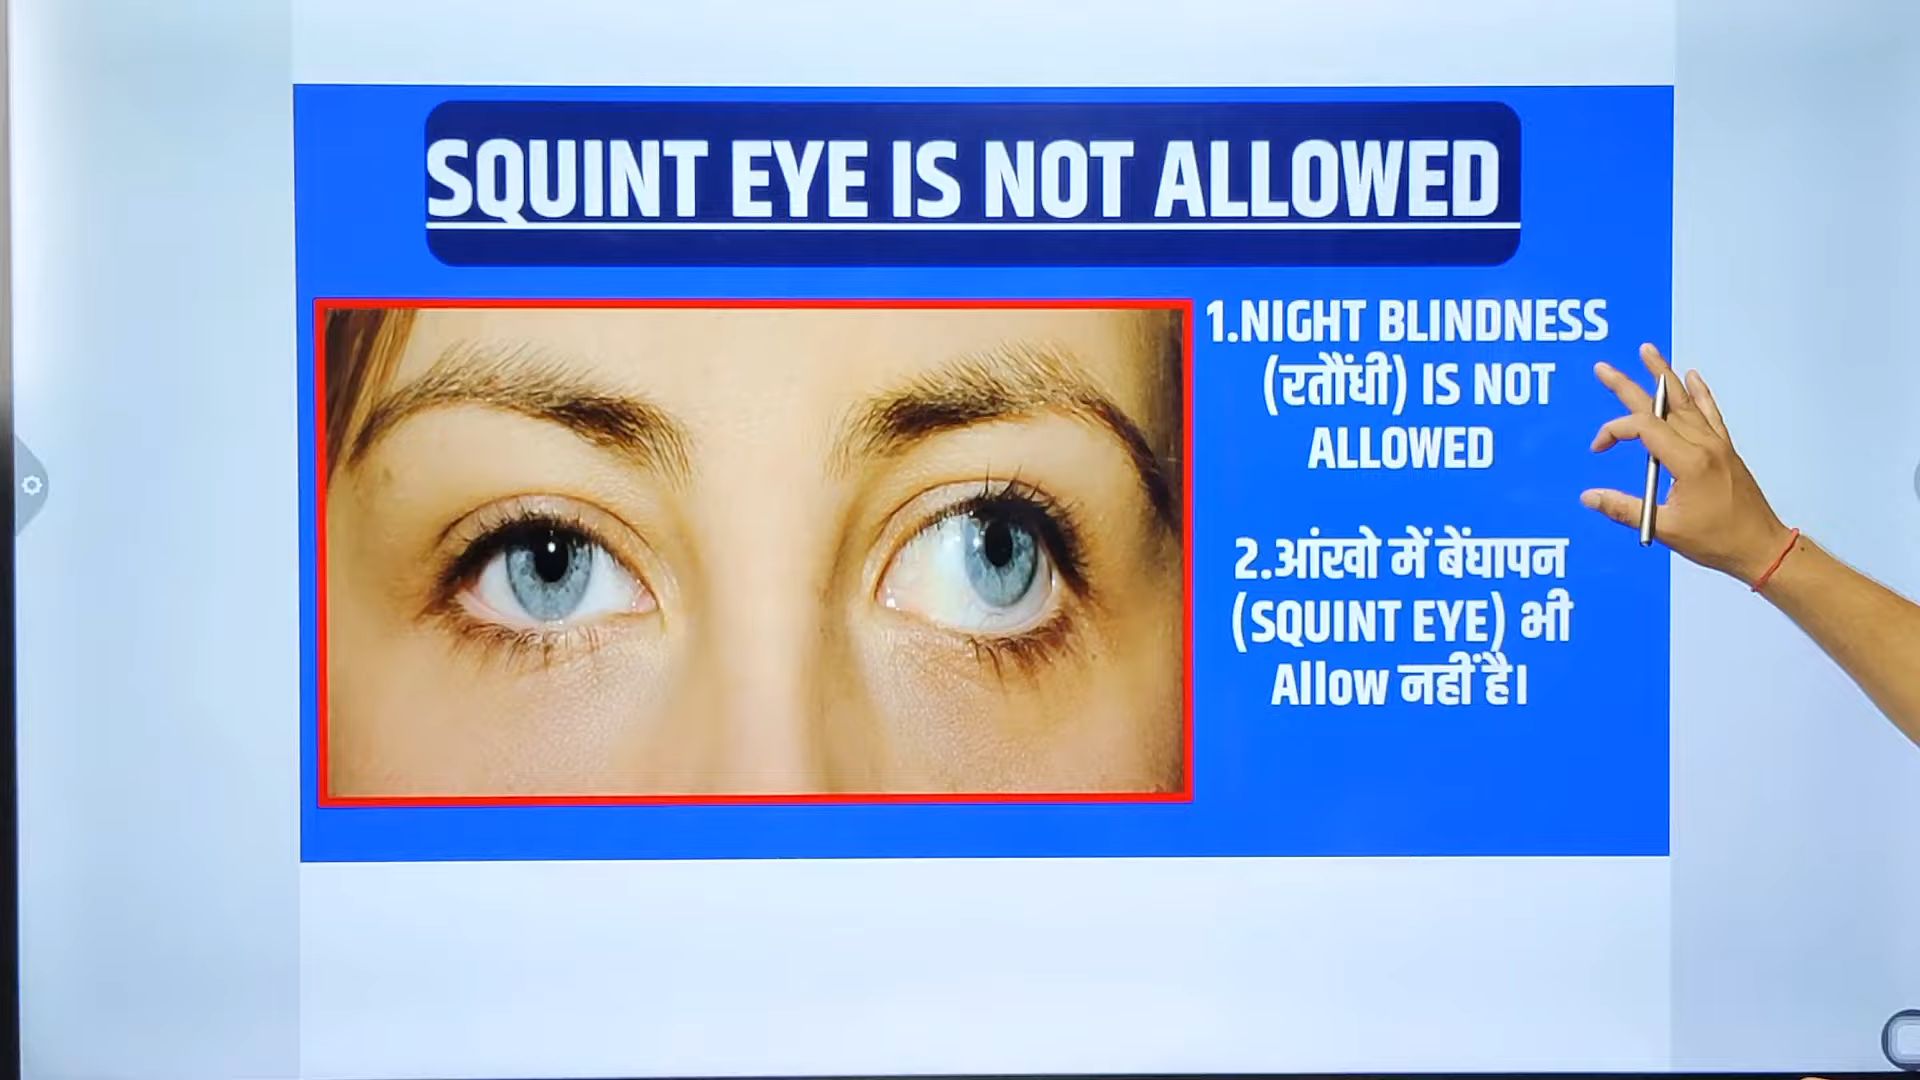 SQUINT EYE IS NOT ALLOWED
1.NIGHT BLINDNESS
(रतौंधी) IS NOT
ALLOWED
2.आंखो में बेंघापन
(SQUINT EYE) भी
Allow नहीं है।